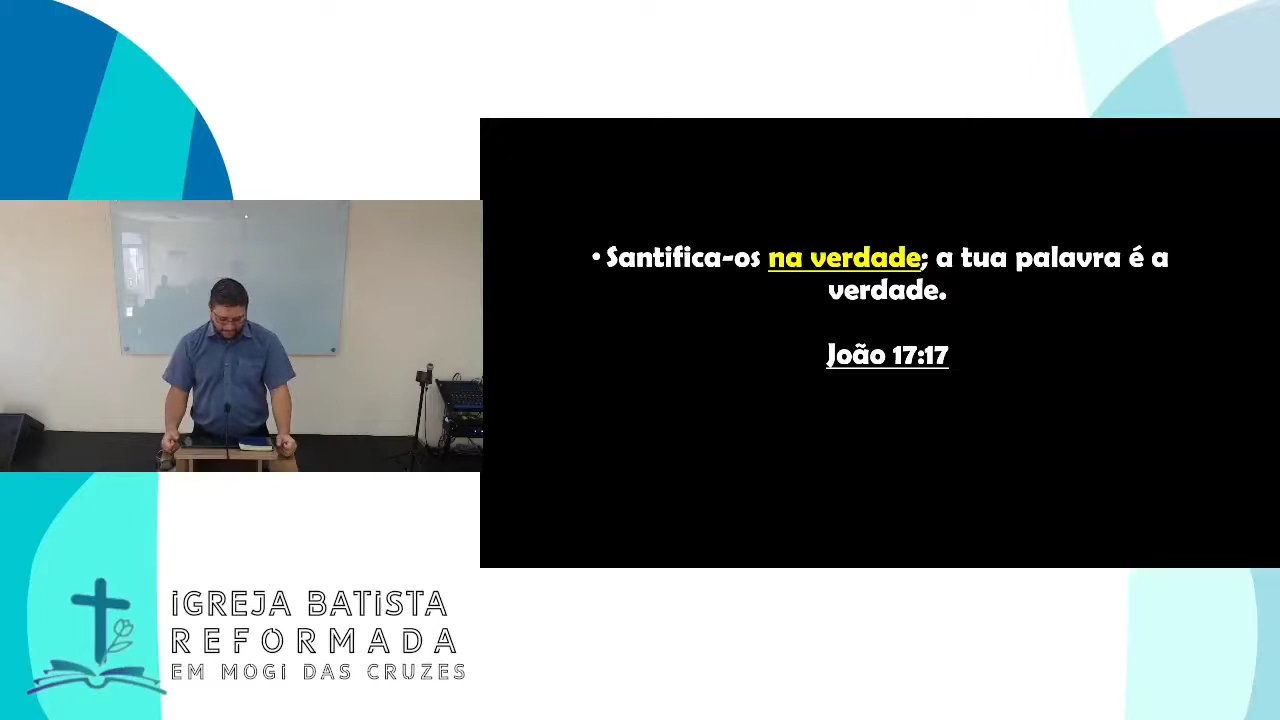 • Santifica-os na verdade; a tua palavra é a
verdade.
João 17:17
iGREJA BATiSTA
REFORMADA
EM MOGi DAS CRUZES